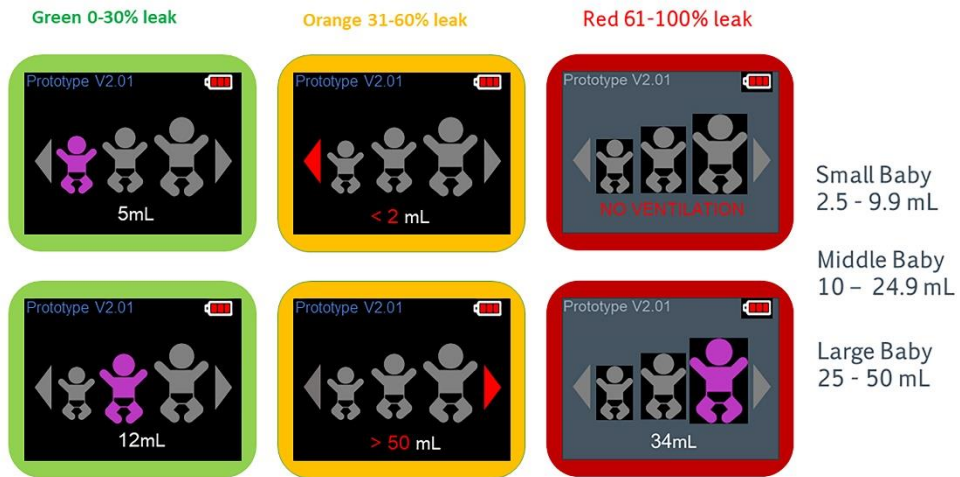 Green 0-30% leak
Orange 31-60% leak
Red 61-100% leak
Prototype V2.01
5mL
Prototype V2.01
< 2 mL
Prototype V2.01
NO VENTILATION
Prototype V2.01
12mL
Prototype V2.01
> 50 mL
Prototype V2.01
34mL
Small Baby
2.5 - 9.9 mL
Middle Baby
10 – 24.9 mL
Large Baby
25 - 50 mL